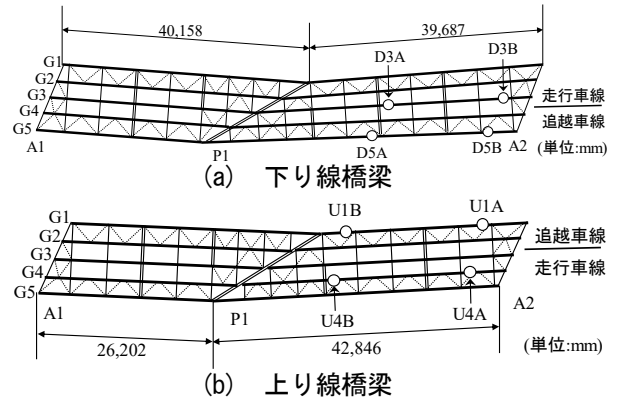 40,158
39,687
D3A
D3B
G1
G2
G3
G4
G5
走行車線
追越車線
A1
P1
D5A
D5B
A2
(単位:mm)
(a) 下り線橋梁
U1B
U1A
G1
G2
G3
G4
G5
追越車線
走行車線
A1
P1
U4B
U4A
A2
26,202
42,846
(単位:mm)
(b) 上り線橋梁